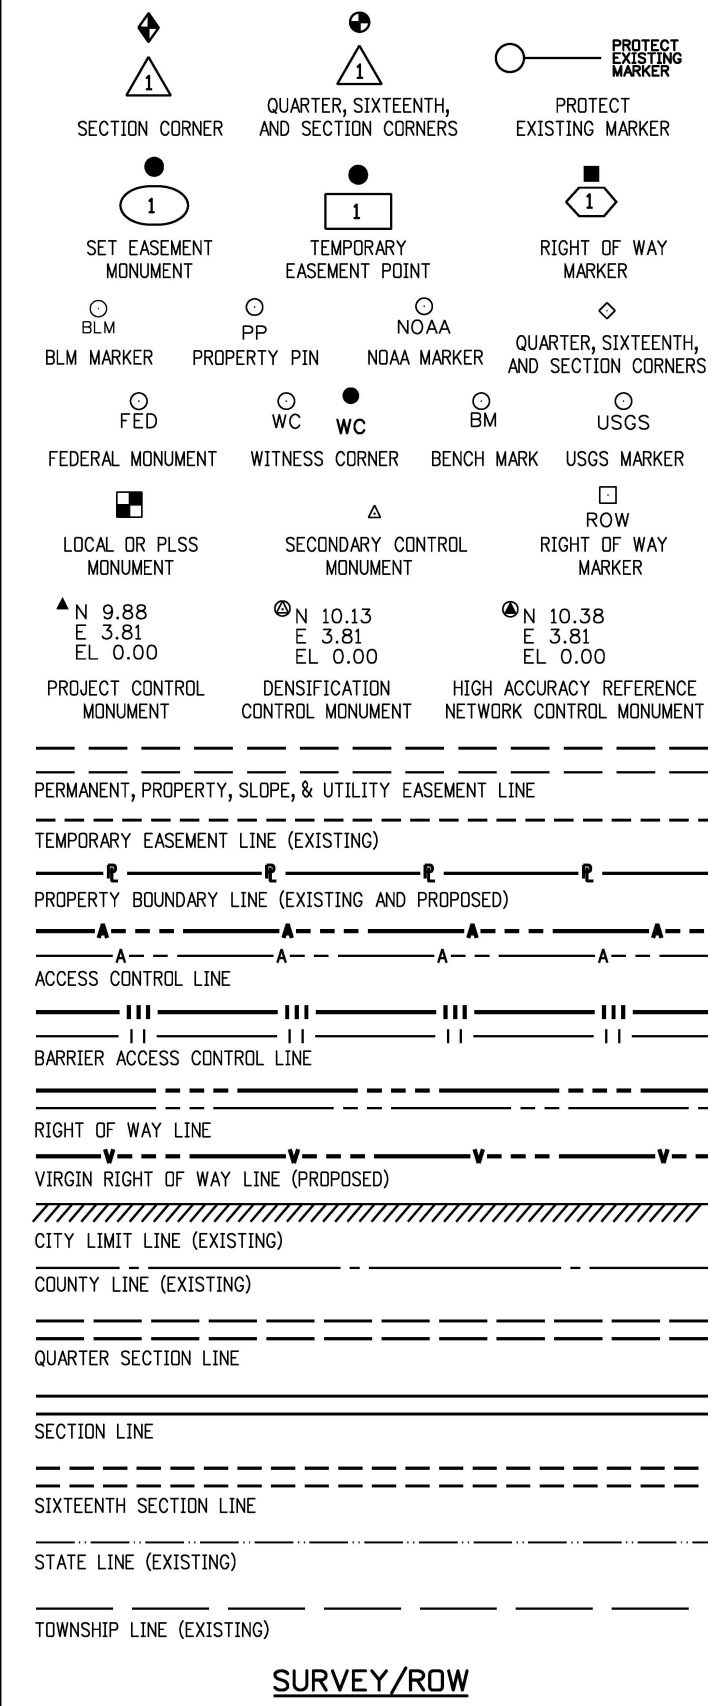 PROTECT
EXISTING
MARKER
1
1
SECTION CORNER
QUARTER, SIXTEENTH,
AND SECTION CORNERS
PROTECT
EXISTING MARKER
1
1
1
SET EASEMENT
MONUMENT
TEMPORARY
EASEMENT POINT
RIGHT OF WAY
MARKER
BLM
PP
NOAA
BLM MARKER
PROPERTY PIN
NOAA MARKER
QUARTER, SIXTEENTH,
AND SECTION CORNERS
FED
WC
WC
BM
USGS
FEDERAL MONUMENT
WITNESS CORNER
BENCH MARK
USGS MARKER
ROW
LOCAL OR PLSS
MONUMENT
SECONDARY CONTROL
MONUMENT
RIGHT OF WAY
MARKER
N 9.88
E 3.81
EL 0.00
N 10.13
E 3.81
EL 0.00
N 10.38
E 3.81
EL 0.00
PROJECT CONTROL
MONUMENT
DENSIFICATION
CONTROL MONUMENT
HIGH ACCURACY REFERENCE
NETWORK CONTROL MONUMENT
PERMANENT, PROPERTY, SLOPE, & UTILITY EASEMENT LINE
TEMPORARY EASEMENT LINE (EXISTING)
PL PL PL PL
PROPERTY BOUNDARY LINE (EXISTING AND PROPOSED)
A A A A
A A A A
ACCESS CONTROL LINE
BARRIER ACCESS CONTROL LINE
RIGHT OF WAY LINE
V V V V
VIRGIN RIGHT OF WAY LINE (PROPOSED)
CITY LIMIT LINE (EXISTING)
COUNTY LINE (EXISTING)
QUARTER SECTION LINE
SECTION LINE
SIXTEENTH SECTION LINE
STATE LINE (EXISTING)
TOWNSHIP LINE (EXISTING)
SURVEY/ROW